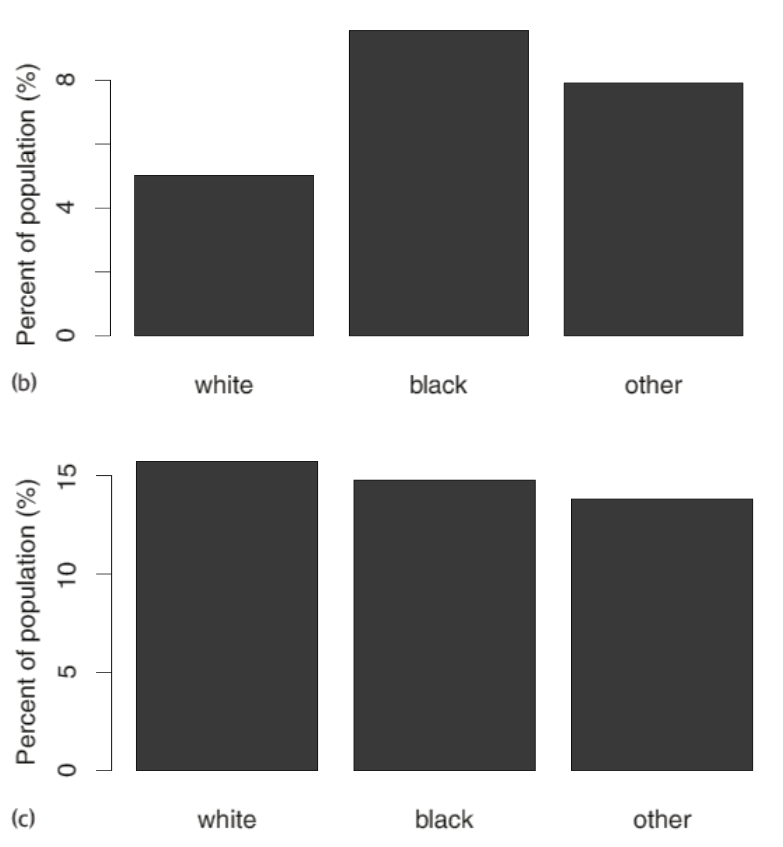 Percent of population (%)
8
4
0
(b)
white black other
Percent of population (%)
15
10
5
0
(c)
white black other